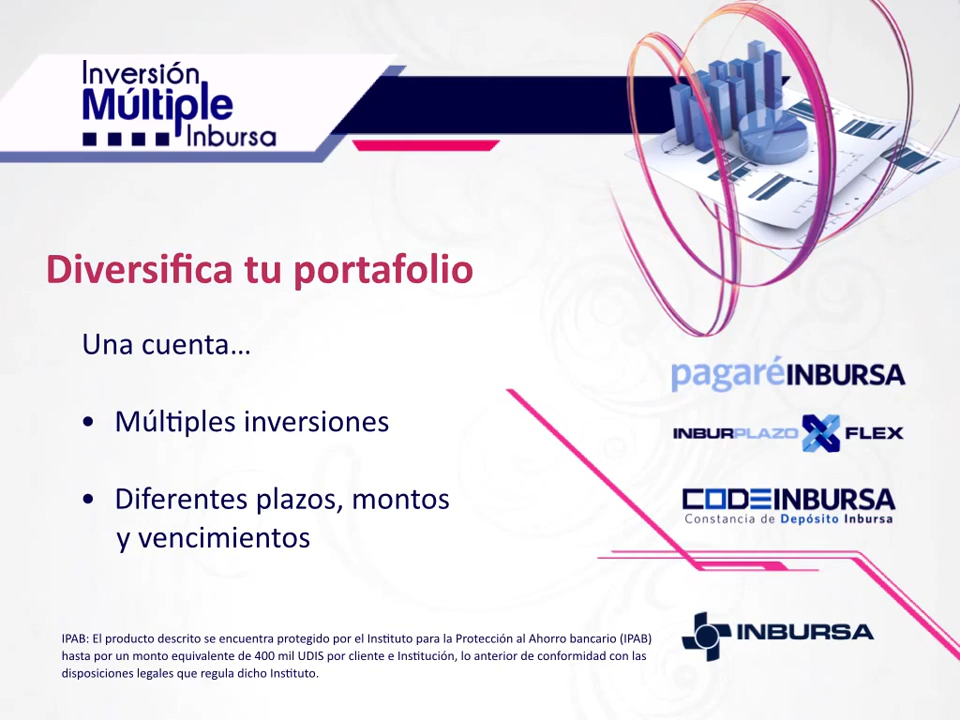 Inversión
Múltiple
Inbursa
Diversifica tu portafolio
Una cuenta...
• Múltiples inversiones
• Diferentes plazos, montos
y vencimientos
pagaréINBURSA
INBURPLAZO FLEX
CODEINBURSA
Constancia de Depósito Inbursa
INBURSA
IPAB: El producto descrito se encuentra protegido por el Instituto para la Protección al Ahorro bancario (IPAB)
hasta por un monto equivalente de 400 mil UDIS por cliente e Institución, lo anterior de conformidad con las
disposiciones legales que regula dicho Instituto.